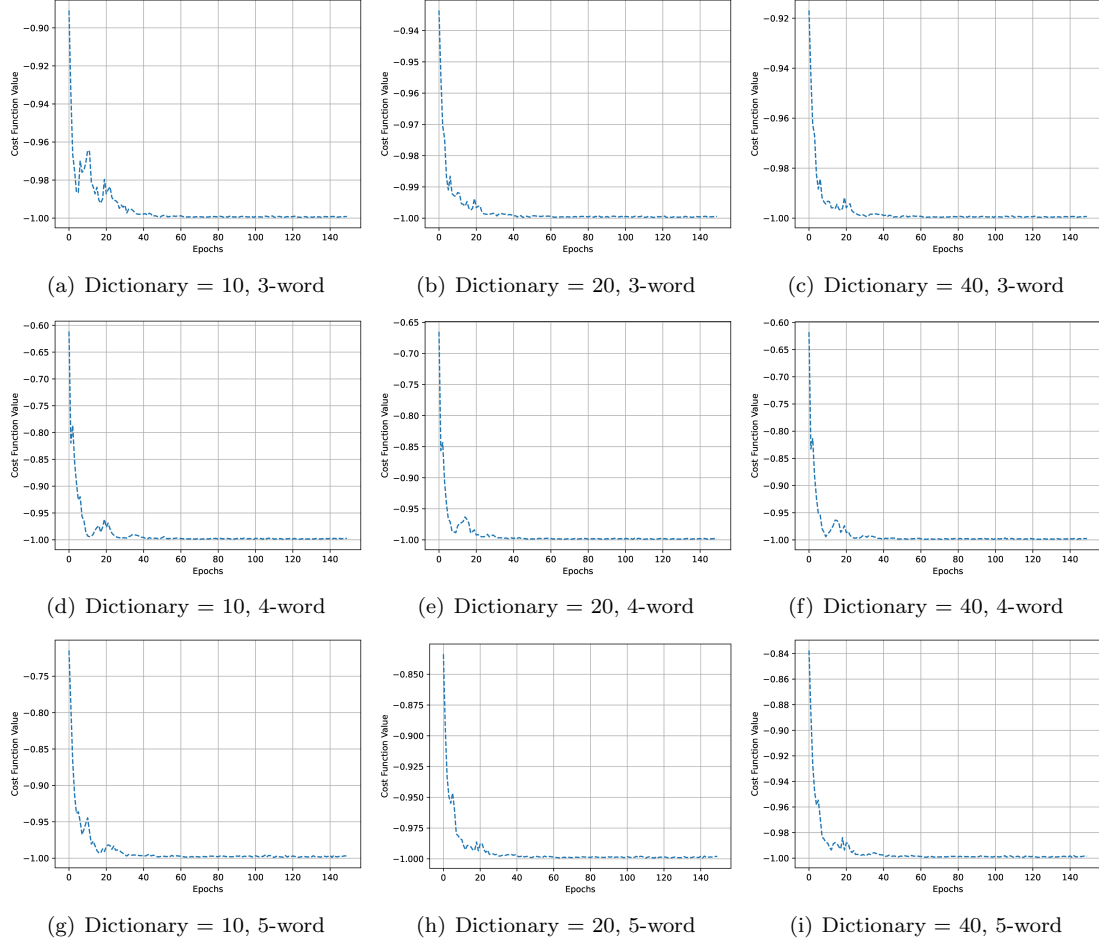 −0.90
−0.92
−0.94
−0.96
−0.98
−1.00
Cost Function Value
0 20 40 60 80 100 120 140
Epochs
(a) Dictionary = 10, 3-word
−0.94
−0.95
−0.96
−0.97
−0.98
−0.99
−1.00
Cost Function Value
0 20 40 60 80 100 120 140
Epochs
(b) Dictionary = 20, 3-word
−0.92
−0.94
−0.96
−0.98
−1.00
Cost Function Value
0 20 40 60 80 100 120 140
Epochs
(c) Dictionary = 40, 3-word
−0.60
−0.65
−0.70
−0.75
−0.80
−0.85
−0.90
−0.95
−1.00
Cost Function Value
0 20 40 60 80 100 120 140
Epochs
(d) Dictionary = 10, 4-word
−0.65
−0.70
−0.75
−0.80
−0.85
−0.90
−0.95
−1.00
Cost Function Value
0 20 40 60 80 100 120 140
Epochs
(e) Dictionary = 20, 4-word
−0.60
−0.65
−0.70
−0.75
−0.80
−0.85
−0.90
−0.95
−1.00
Cost Function Value
0 20 40 60 80 100 120 140
Epochs
(f) Dictionary = 40, 4-word
−0.75
−0.80
−0.85
−0.90
−0.95
−1.00
Cost Function Value
0 20 40 60 80 100 120 140
Epochs
(g) Dictionary = 10, 5-word
−0.850
−0.875
−0.900
−0.925
−0.950
−0.975
−1.000
Cost Function Value
0 20 40 60 80 100 120 140
Epochs
(h) Dictionary = 20, 5-word
−0.84
−0.86
−0.88
−0.90
−0.92
−0.94
−0.96
−0.98
−1.00
Cost Function Value
0 20 40 60 80 100 120 140
Epochs
(i) Dictionary = 40, 5-word